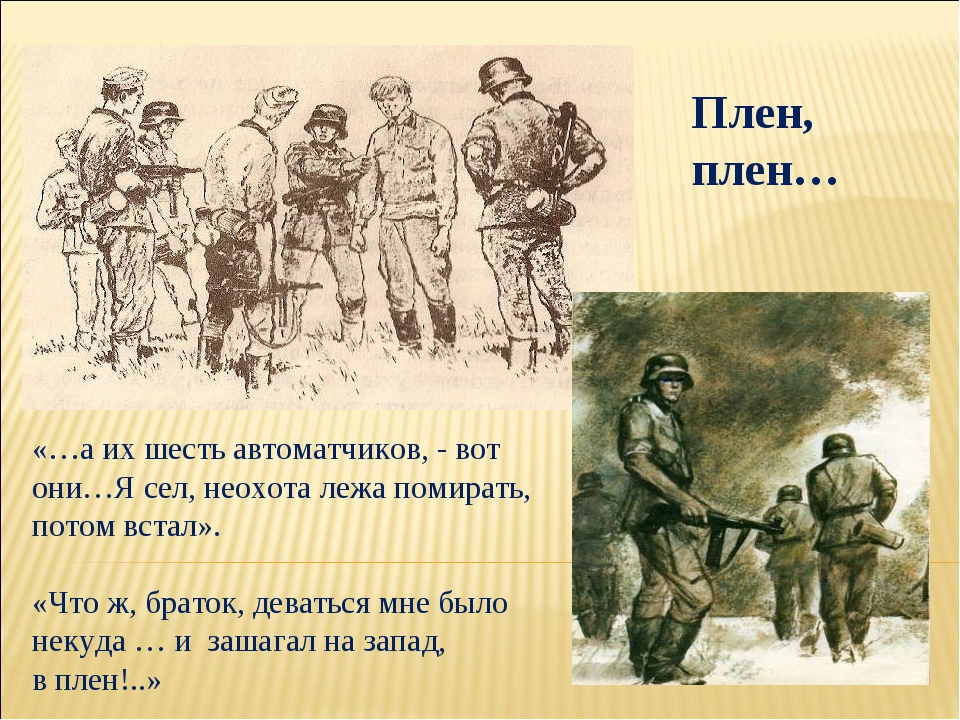 Плен,
плен…
«…а их шесть автоматчиков, - вот
они…Я сел, неохота лежа помирать,
потом встал».
«Что ж, браток, деваться мне было
некуда … и зашагал на запад,
в плен!..»